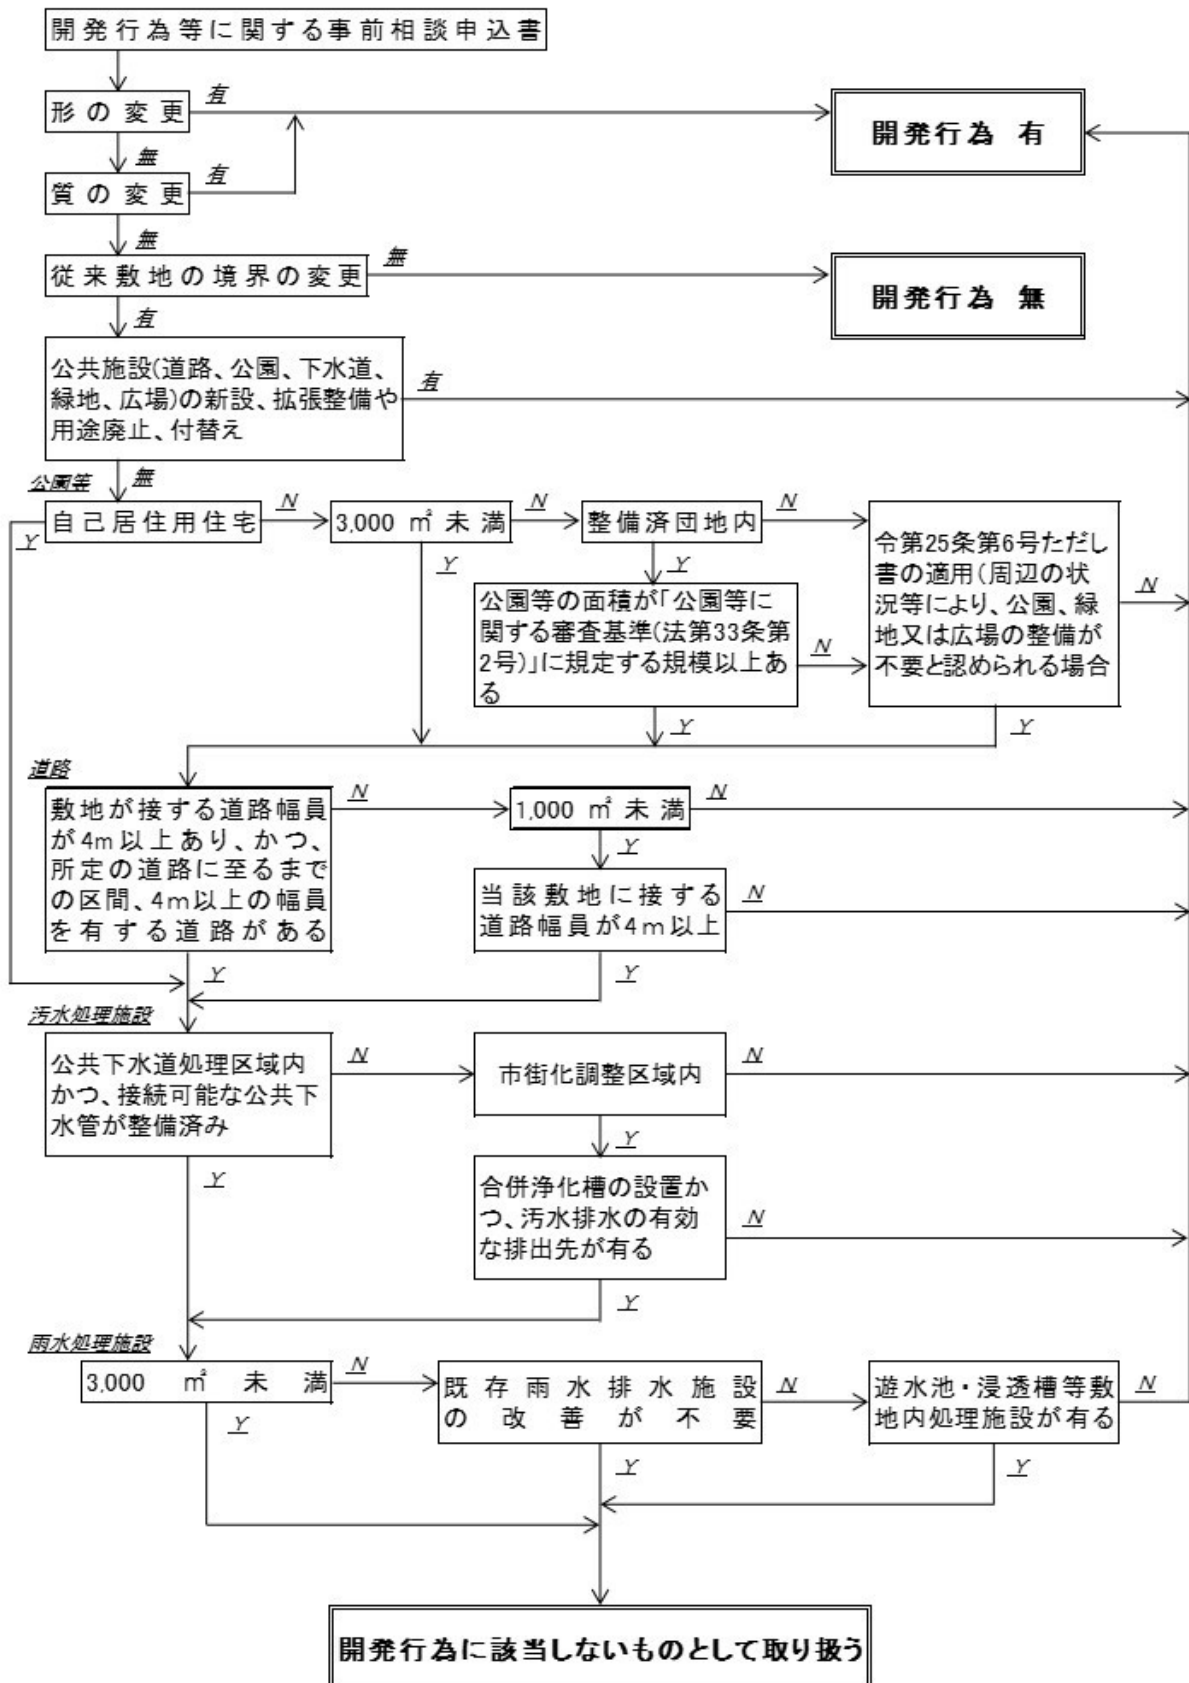 開発行為等に関する事前相談申込書
形の変更
有
開発行為 有
無
質の変更
有
無
従来敷地の境界の変更
無
開発行為 無
有
公共施設(道路、公園、下水道、
緑地、広場)の新設、拡張整備や
用途廃止、付替え
有
無
公園等
自己居住用住宅
N
3,000 ㎡未満
N
整備済団地内
N
令第25条第6号ただし
書の適用(周辺の状
況等により、公園、緑
地又は広場の整備が
不要と認められる場合
N
Y
Y
Y
公園等の面積が「公園等に
関する審査基準(法第33条第
2号)」に規定する規模以上あ
る
N
Y
Y
道路
敷地が接する道路幅員
が4m以上あり、かつ、
所定の道路に至るまで
の区間、4m以上の幅員
を有する道路がある
N
1,000 ㎡未満
N
Y
当該敷地に接する
道路幅員が4m以上
N
Y
Y
汚水処理施設
公共下水道処理区域内
かつ、接続可能な公共下
水管が整備済み
N
市街化調整区域内
N
Y
Y
合併浄化槽の設置か
つ、汚水排水の有効
な排出先が有る
N
Y
雨水処理施設
3,000 ㎡未満
N
既存雨水排水施設
の改善が不要
N
遊水池・浸透槽等敷
地内処理施設が有る
N
Y
Y
Y
開発行為に該当しないものとして取り扱う